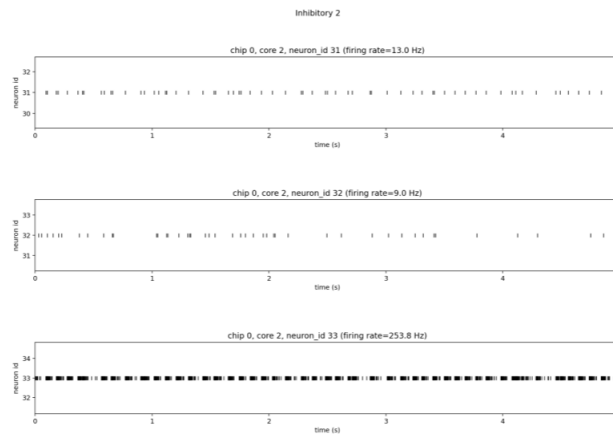 Inhibitory 2
chip 0, core 2, neuron_id 31 (firing rate=13.0 Hz)
32
31
30
neuron id
0 1 2 3 4
time (s)
chip 0, core 2, neuron_id 32 (firing rate=9.0 Hz)
33
32
31
neuron id
0 1 2 3 4
time (s)
chip 0, core 2, neuron_id 33 (firing rate=253.8 Hz)
34
33
32
neuron id
0 1 2 3 4
time (s)